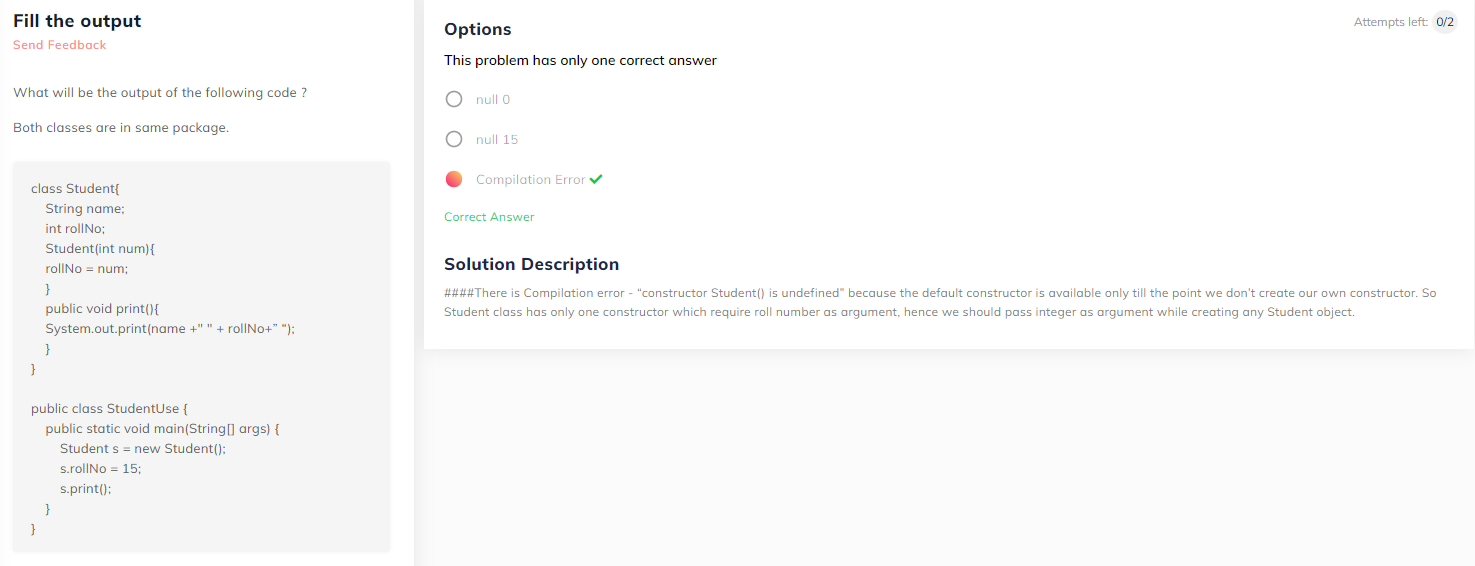 Fill the output
Send Feedback
What will be the output of the following code ?
Both classes are in same package.
class Student{
String name;
int rollNo;
Student(int num){
rollNo = num;
}
public void print(){
System.out.print(name +" " + rollNo+” “);
}
}
public class StudentUse {
public static void main(String[] args) {
Student s = new Student();
s.rollNo = 15;
s.print();
}
}
Options
Attempts left: 0/2
This problem has only one correct answer
null 0
null 15
Compilation Error
Correct Answer
Solution Description
####There is Compilation error - “constructor Student() is undefined” because the default constructor is available only till the point we don’t create our own constructor. So
Student class has only one constructor which require roll number as argument, hence we should pass integer as argument while creating any Student object.